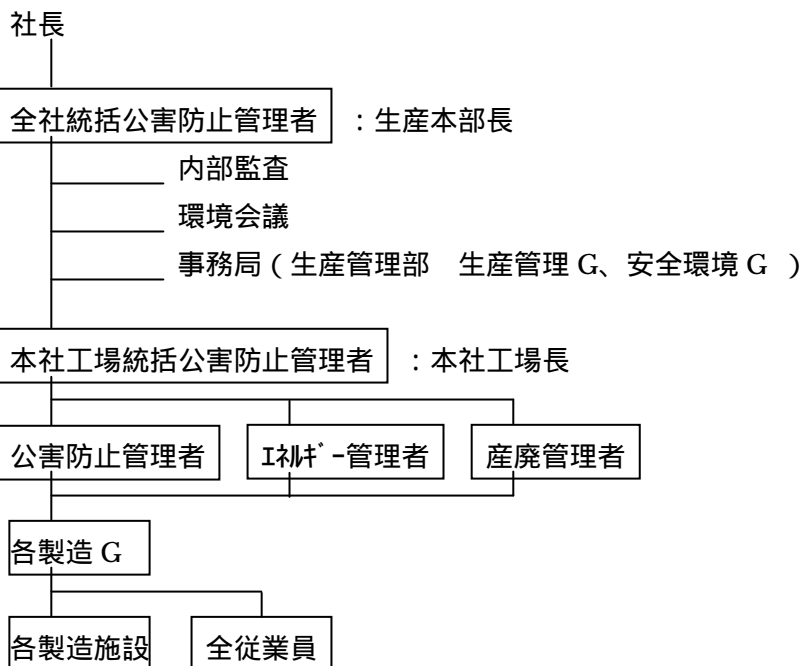 社長
全社統括公害防止管理者 ：生産本部長
内部監査
環境会議
事務局（生産管理部　生産管理 G、安全環境 G ）
本社工場統括公害防止管理者 ：本社工場長
公害防止管理者 ｴﾈﾙｷﾞｰ管理者 産廃管理者
各製造 G
各製造施設 全従業員